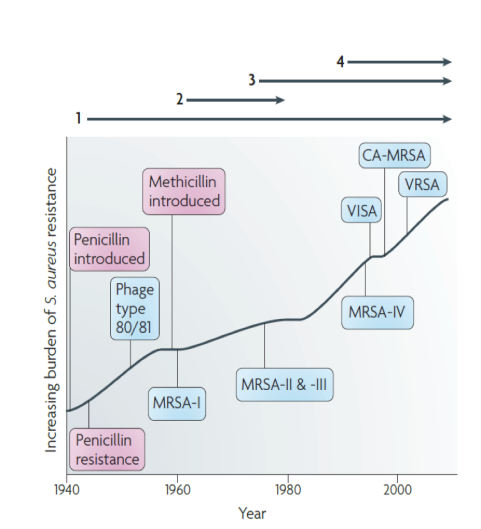 4
3
2
1
CA-MRSA
Methicillin
introduced
VRSA
VISA
Penicillin
introduced
Phage
type
80/81
MRSA-IV
MRSA-II & -III
MRSA-I
Penicillin
resistance
Increasing burden of S. aureus resistance
1940
1960
1980
2000
Year